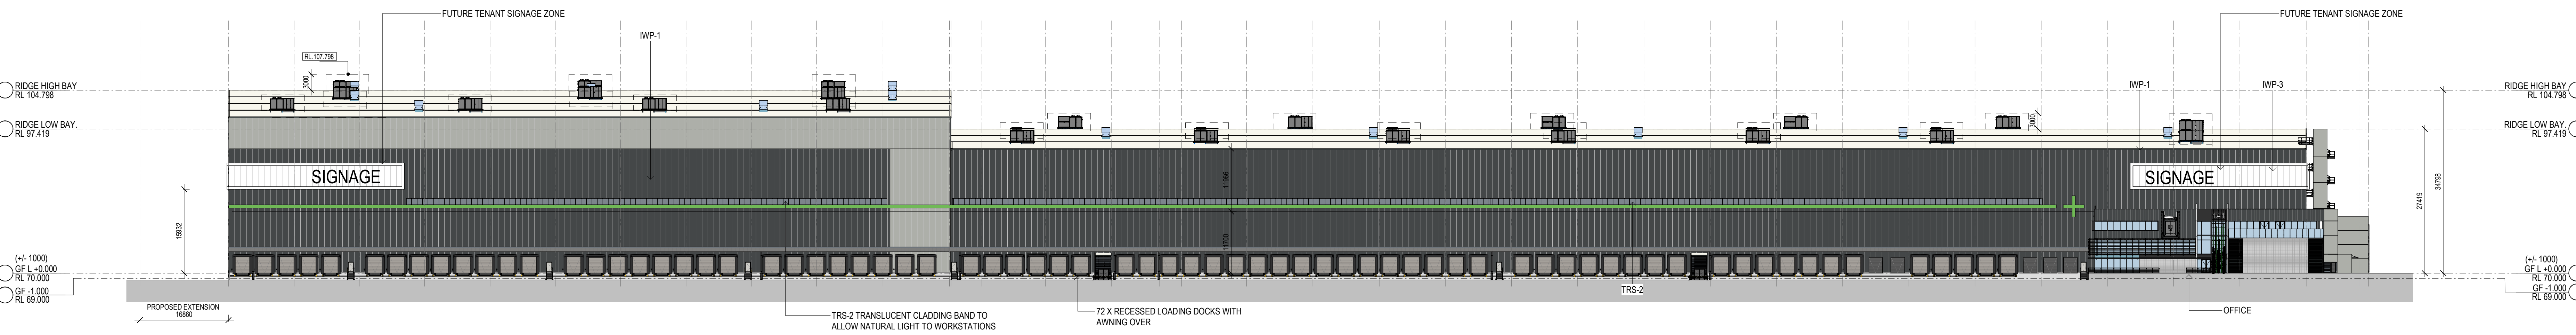 FUTURE TENANT SIGNAGE ZONE
FUTURE TENANT SIGNAGE ZONE
IWP-1
RL.107.798
3000
RIDGE HIGH BAY
RL 104.798
IWP-1
IWP-3
RIDGE HIGH BAY
RL 104.798
RIDGE LOW BAY
RL 97.419
3000
RIDGE LOW BAY
RL 97.419
SIGNAGE
11966
SIGNAGE
34798
27419
15932
11700
(+/- 1000)
GF L +0.000
RL 70.000
GF -1.000
RL 69.000
(+/- 1000)
GF L +0.000
RL 70.000
GF -1.000
RL 69.000
TRS-2
PROPOSED EXTENSION
16860
TRS-2 TRANSLUCENT CLADDING BAND TO
ALLOW NATURAL LIGHT TO WORKSTATIONS
72 X RECESSED LOADING DOCKS WITH
AWNING OVER
OFFICE